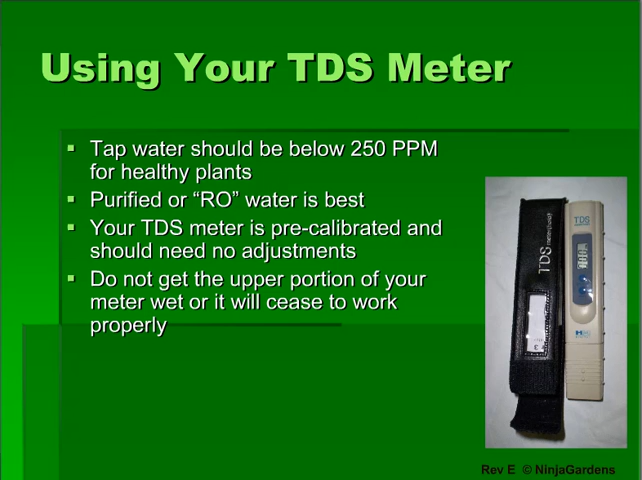 Using Your TDS Meter
Tap water should be below 250 PPM
for healthy plants
Purified or “RO” water is best
Your TDS meter is pre-calibrated and
should need no adjustments
Do not get the upper portion of your
meter wet or it will cease to work
properly
TDS
TDS
Rev E © NinjaGardens